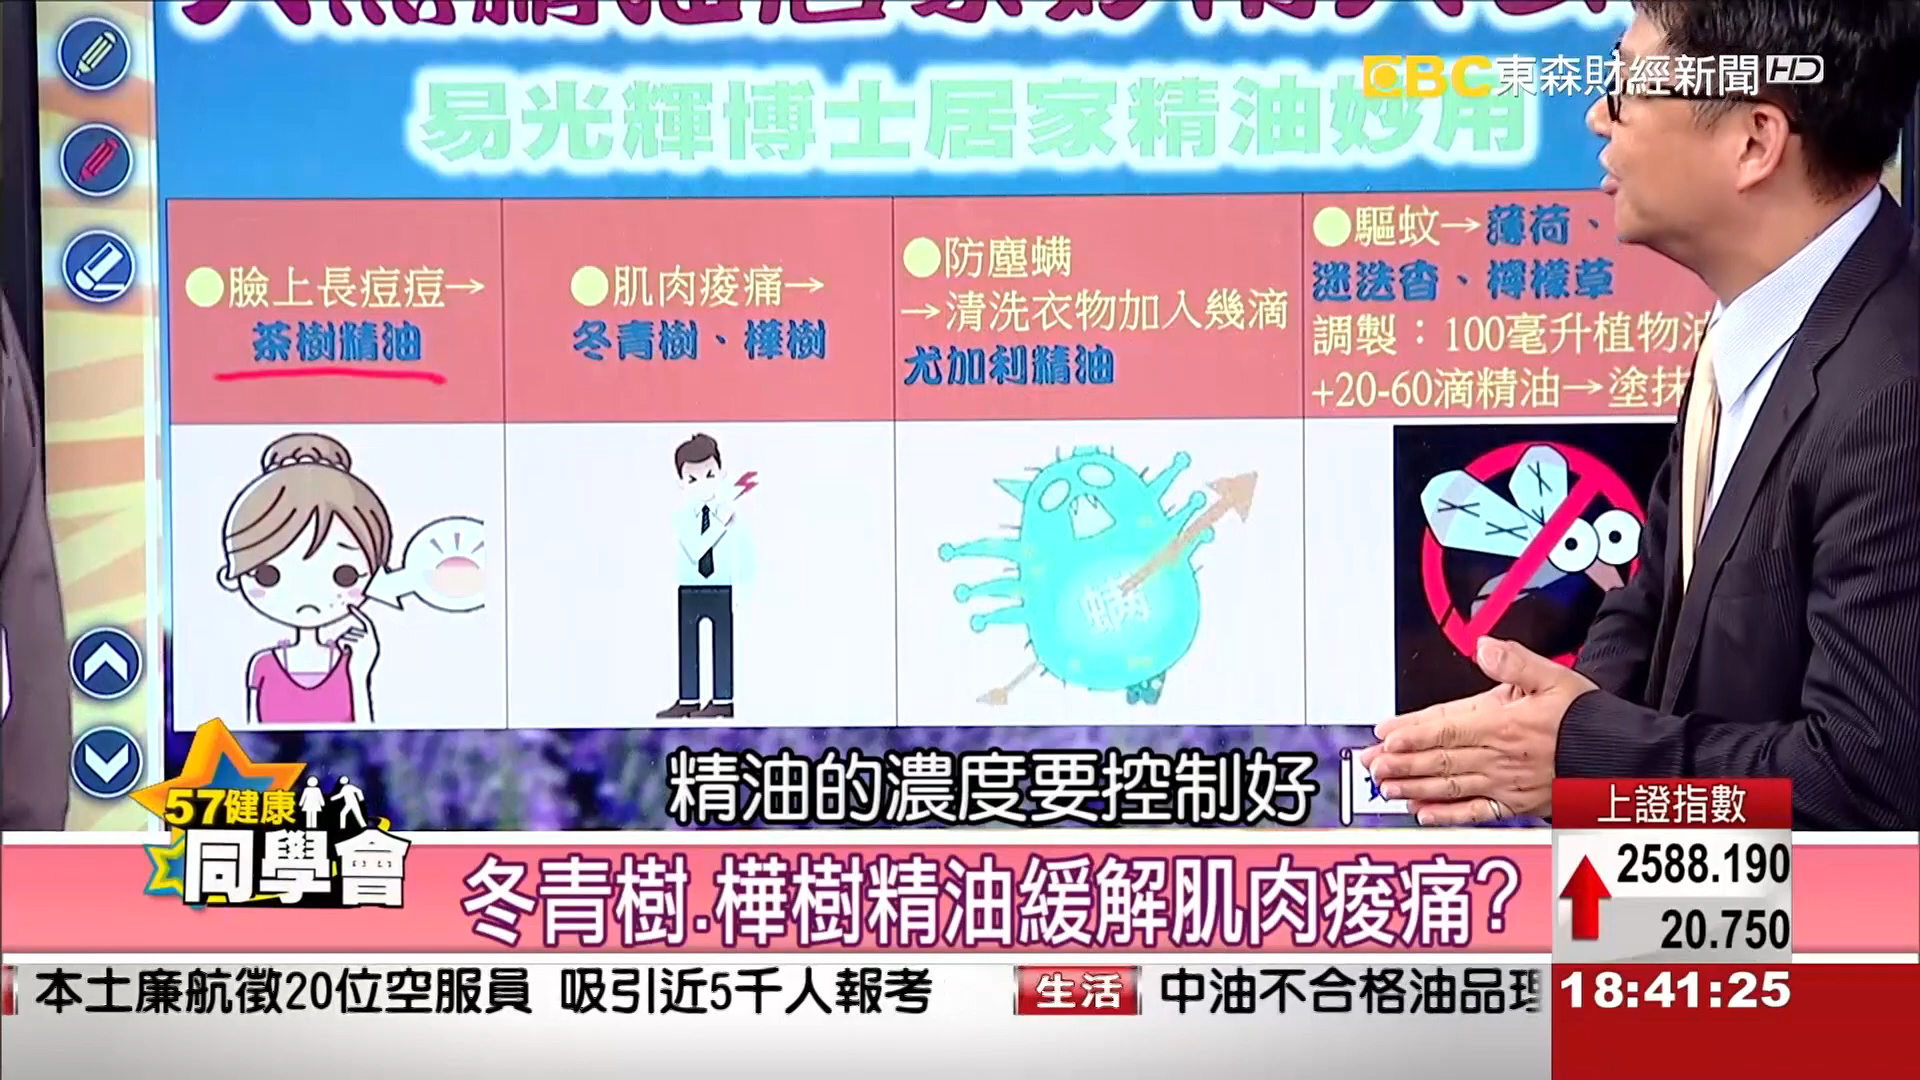 EBC東森財經新聞HD
易光輝博士居家精油妙用
●臉上長痘痘→
茶樹精油
●肌肉痠痛→
冬青樹、樺樹
●防塵螨
→清洗衣物加入幾滴
尤加利精油
●驅蚊→薄荷、
迷迭香、檸檬草
調製：100毫升植物油
+20-60滴精油→塗抹
螨
精油的濃度要控制好
57健康
同學會
冬青樹.樺樹精油緩解肌肉痠痛?
上證指數
2588.190
20.750
本土廉航徵20位空服員 吸引近5千人報考
生活 中油不合格油品理
18:41:25